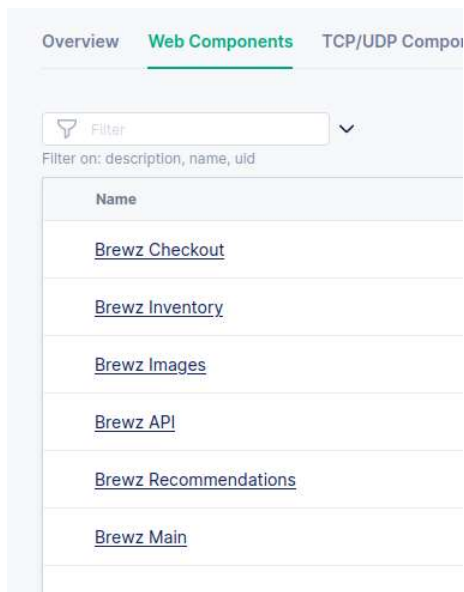 Overview Web Components TCP/UDP
Filter
Filter on: description, name, uid
Name
Brewz Checkout
Brewz Inventory
Brewz Images
Brewz API
Brewz Recommendations
Brewz Main